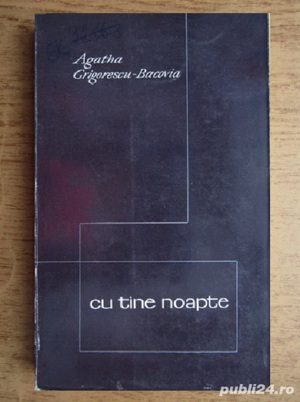 Agatha
Grigorescu-Bacovia
cu tine noapte
publi24.ro